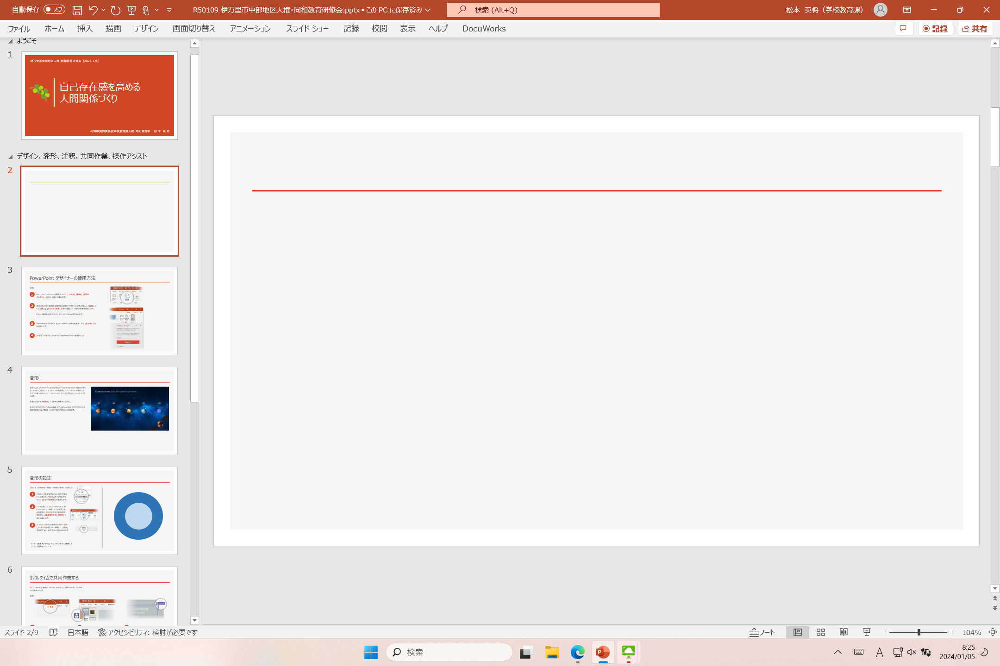 自動保存 オフ
R50109 伊万里市中部地区人権・同和教育研修会.pptx • この PC に保存済み
検索 (Alt+Q)
松本 英将（学校教育課）
ファイル ホーム 挿入 描画 デザイン 画面切り替え アニメーション スライド ショー 記録 校閲 表示 ヘルプ DocuWorks
記録 共有
ようこそ
1
伊万里市中部地区人権・同和教育研修会（2024.1.9.）
自己存在感を高める
人間関係づくり
佐賀県教育委員会学校教育課人権・同和教育室 松 本 英 将
デザイン、変形、注釈、共同作業、操作アシスト
2
3
PowerPoint デザイナーの使用方法
1
2
3
4
4
変形
Close Encounters: Early Solar System Explorations
5
変形の設定
1
2
3
6
リアルタイムで共同作業する
スライド 2/9 日本語 アクセシビリティ: 検討が必要です
ノート
104%
検索
A
8:25
2024/01/05